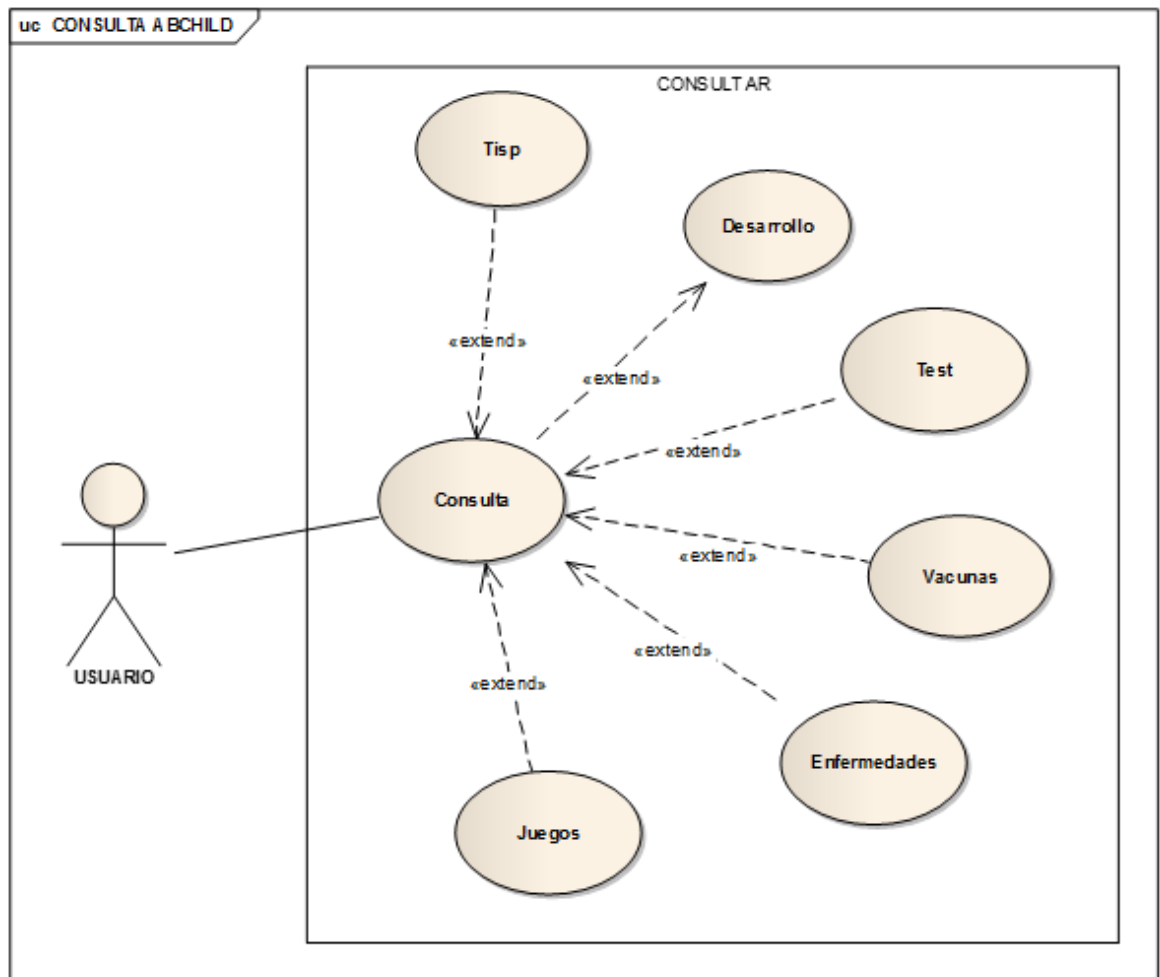 uc CONSULTA ABCHILD
CONSULTAR
Tisp
Desarrollo
«extend»
«extend»
Test
«extend»
Consulta
«extend»
Vacunas
«extend»
USUARIO
«extend»
Enfermedades
Juegos